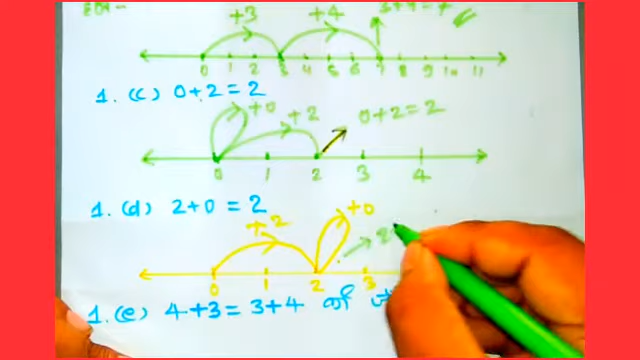 +3 +4
0 1 2 3 4 5 6 7 8 9 10 11
1. (c) 0+2=2
+0 +2 0+2=2
0 1 2 3 4
1. (d) 2+0=2
+2 +0
0 1 2 3
1. (e) 4+3=3+4